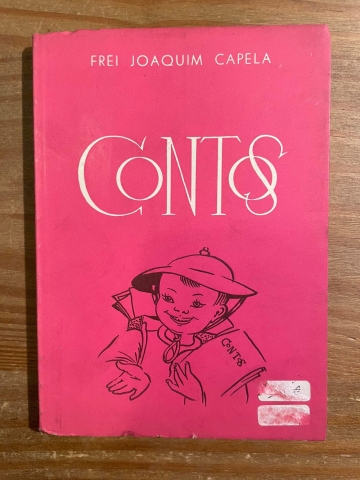 FREI JOAQUIM CAPELA
CONTOS
CONTOS
€